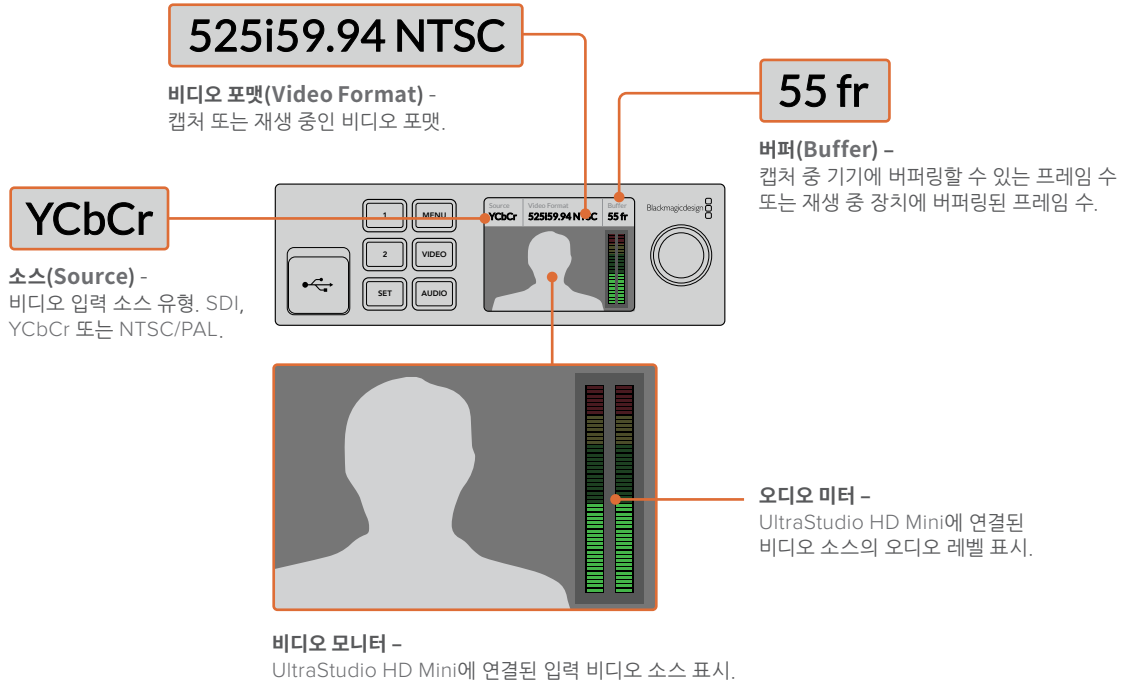 525i59.94 NTSC
비디오 포맷(Video Format) -
캡처 또는 재생 중인 비디오 포맷.
55 fr
버퍼(Buffer) –
캡처 중 기기에 버퍼링할 수 있는 프레임 수
또는 재생 중 장치에 버퍼링된 프레임 수.
YCbCr
소스(Source) -
비디오 입력 소스 유형. SDI,
YCbCr 또는 NTSC/PAL.
1
MENU
2
VIDEO
SET
AUDIO
Source
YCbCr
Video Format
525I59.94 NTSC
Buffer
55 fr
Blackmagicdesign
오디오 미터 –
UltraStudio HD Mini에 연결된
비디오 소스의 오디오 레벨 표시.
비디오 모니터 –
UltraStudio HD Mini에 연결된 입력 비디오 소스 표시.